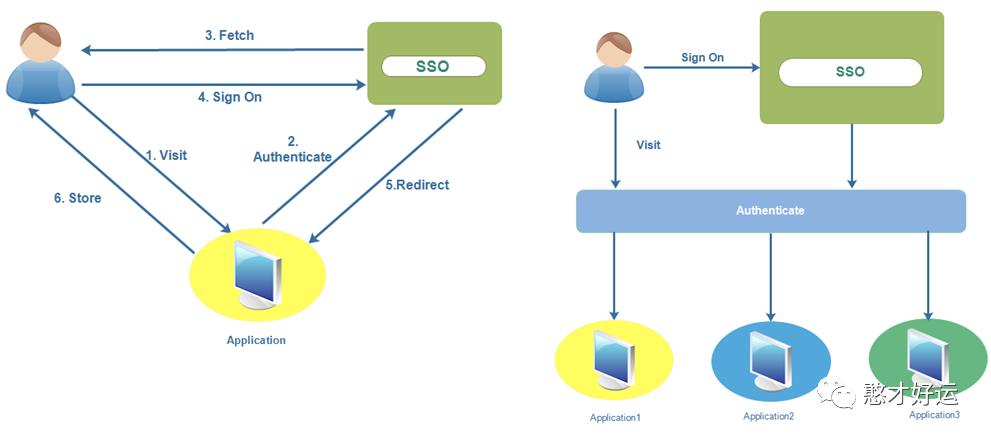 3. Fetch
SSO
4. Sign On
1. Visit
2.
Authenticate
5.Redirect
6. Store
Application
Sign On
SSO
Visit
Authenticate
Application1
Application2
Application3
憨才好运